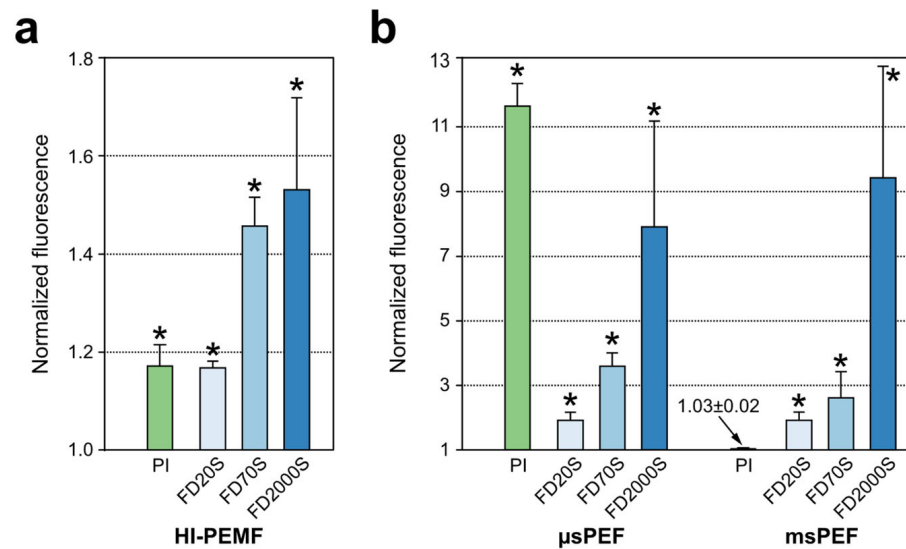 a
1.8
1.6
1.4
1.2
1.0
Normalized fluorescence
*
*
*
*
PI
FD20S
FD70S
FD2000S
HI-PEMF
b
13
11
9
7
5
3
1
Normalized fluorescence
*
*
*
*
1.03±0.02
*
*
*
PI
FD20S
FD70S
FD2000S
PI
FD20S
FD70S
FD2000S
µsPEF
msPEF